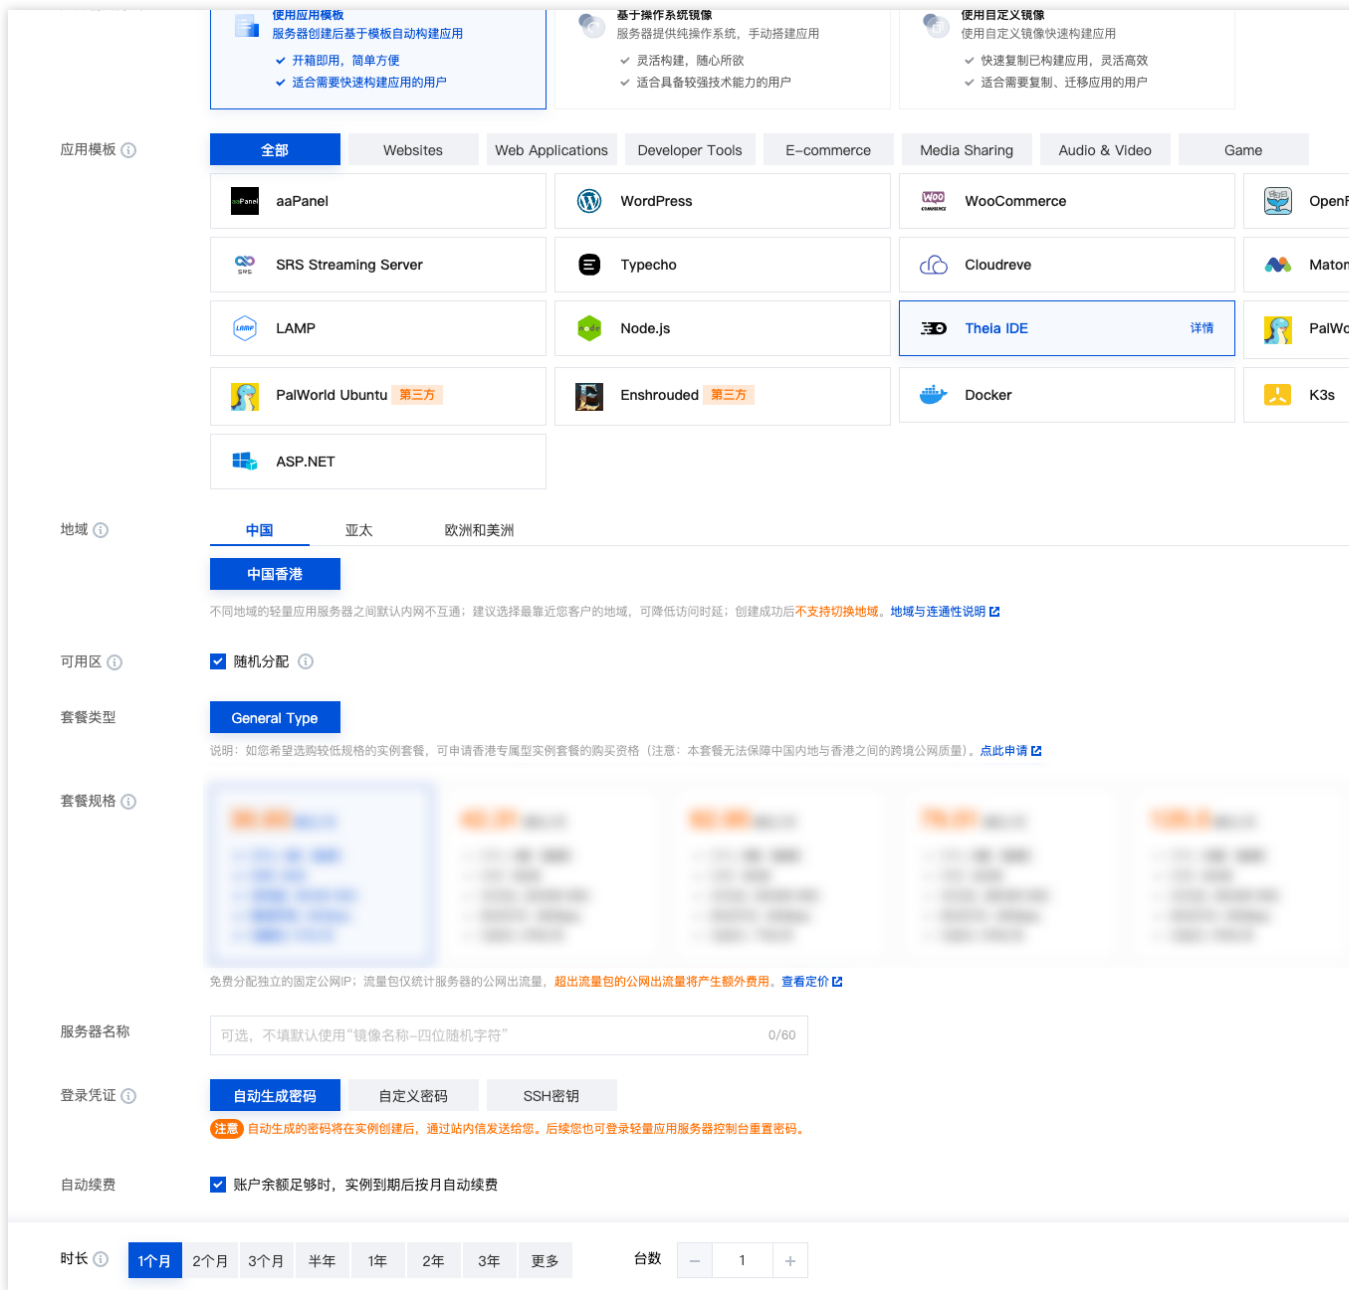 使用应用模板
服务器创建后基于模板自动构建应用
开箱即用，简单方便
适合需要快速构建应用的用户
基于操作系统镜像
服务器提供纯操作系统，手动搭建应用
灵活构建，随心所欲
适合具备较强技术能力的用户
使用自定义镜像
使用自定义镜像快速构建应用
快速复制已构建应用，灵活高效
适合需要复制、迁移应用的用户
应用模板
全部 Websites Web Applications Developer Tools E-commerce Media Sharing Audio & Video Game
aaPanel aaPanel WordPress Woo COMMERCE WooCommerce OpenF
SRS SRS Streaming Server Typecho Cloudreve Matom
LAMP LAMP node Node.js Theia IDE 详情 PalWo
PalWorld Ubuntu 第三方 Enshrouded 第三方 Docker K3s
ASP.NET
地域 中国 亚太 欧洲和美洲
中国香港
不同地域的轻量应用服务器之间默认内网不互通；建议选择最靠近您客户的地域，可降低访问时延；创建成功后不支持切换地域。地域与连通性说明
可用区 随机分配
套餐类型 General Type
说明：如您希望选购较低规格的实例套餐，可申请香港专属型实例套餐的购买资格（注意：本套餐无法保障中国内地与香港之间的跨境公网质量）。点此申请
套餐规格
免费分配独立的固定公网IP；流量包仅统计服务器的公网出流量，超出流量包的公网出流量将产生额外费用。查看定价
服务器名称 可选，不填默认使用“镜像名称-四位随机字符” 0/60
登录凭证 自动生成密码 自定义密码 SSH密钥
注意 自动生成的密码将在实例创建后，通过站内信发送给您。后续您也可登录轻量应用服务器控制台重置密码。
自动续费 账户余额足够时，实例到期后按月自动续费
时长 1个月 2个月 3个月 半年 1年 2年 3年 更多 台数 − 1 +